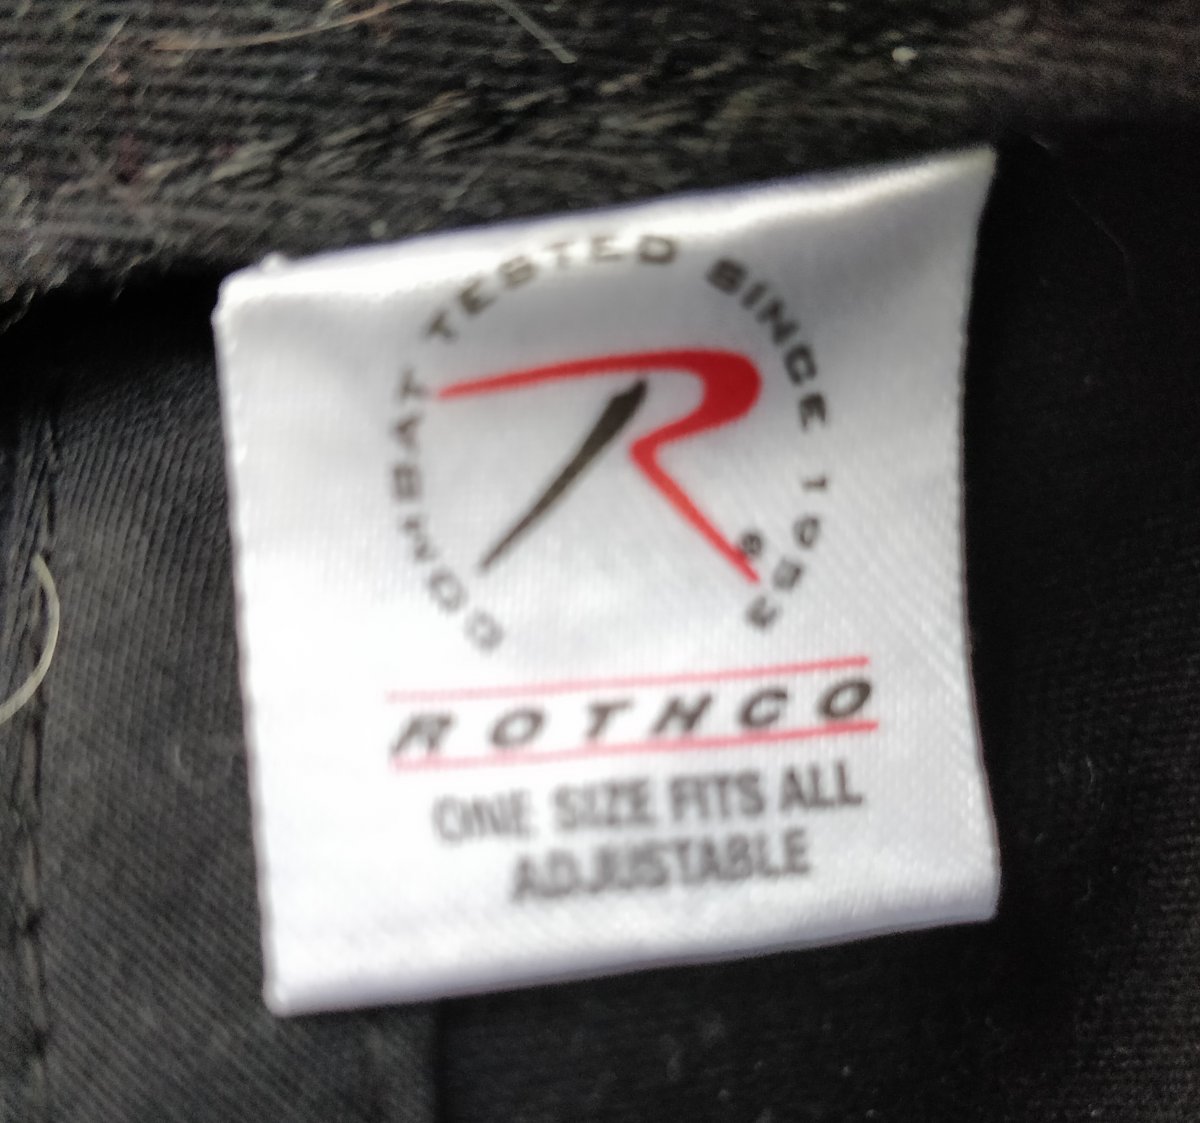 COMBAT TESTED SINCE 1953
R
®
ROTHCO
ONE SIZE FITS ALL
ADJUSTABLE